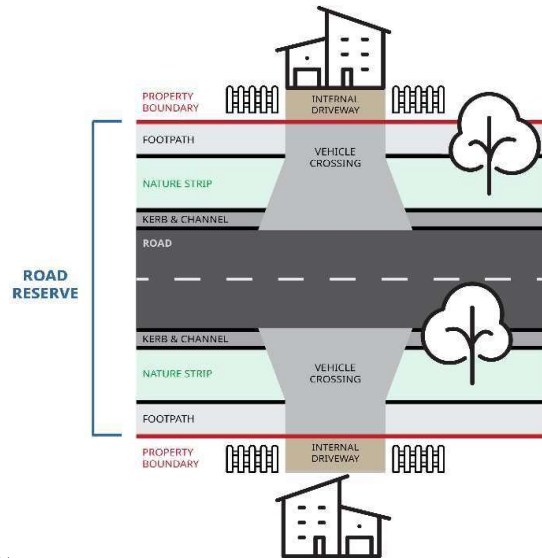 PROPERTY
BOUNDARY
INTERNAL
DRIVEWAY
FOOTPATH
VEHICLE
CROSSING
NATURE STRIP
KERB & CHANNEL
ROAD
ROAD
RESERVE
KERB & CHANNEL
NATURE STRIP
VEHICLE
CROSSING
FOOTPATH
PROPERTY
BOUNDARY
INTERNAL
DRIVEWAY